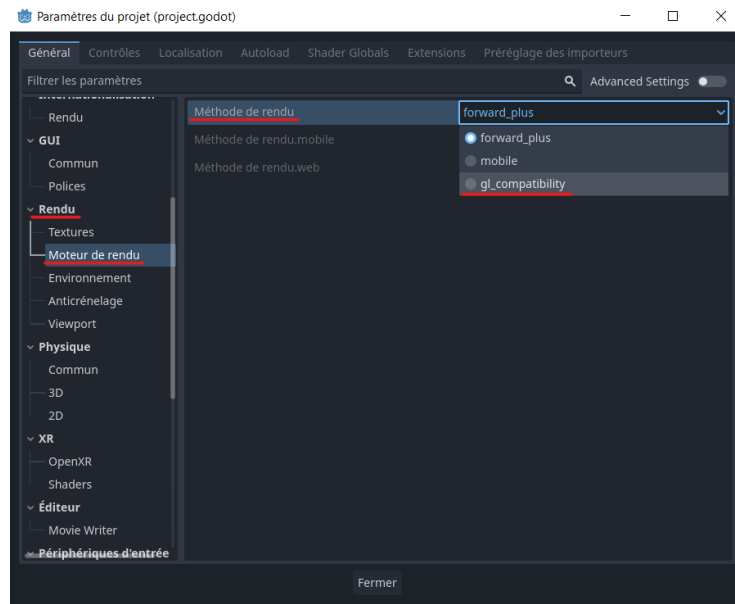 Paramètres du projet (project.godot)
Général Contrôles Localisation Autoload Shader Globals Extensions Préréglage des importeurs
Filtrer les paramètres
Advanced Settings
Internationalisation
Rendu
GUI
Commun
Polices
Rendu
Textures
Moteur de rendu
Environnement
Anticrénelage
Viewport
Physique
Commun
3D
2D
XR
OpenXR
Shaders
Éditeur
Movie Writer
Périphériques d'entrée
Méthode de rendu
forward_plus
Méthode de rendu.mobile
Méthode de rendu.web
forward_plus
mobile
gl_compatibility
Fermer